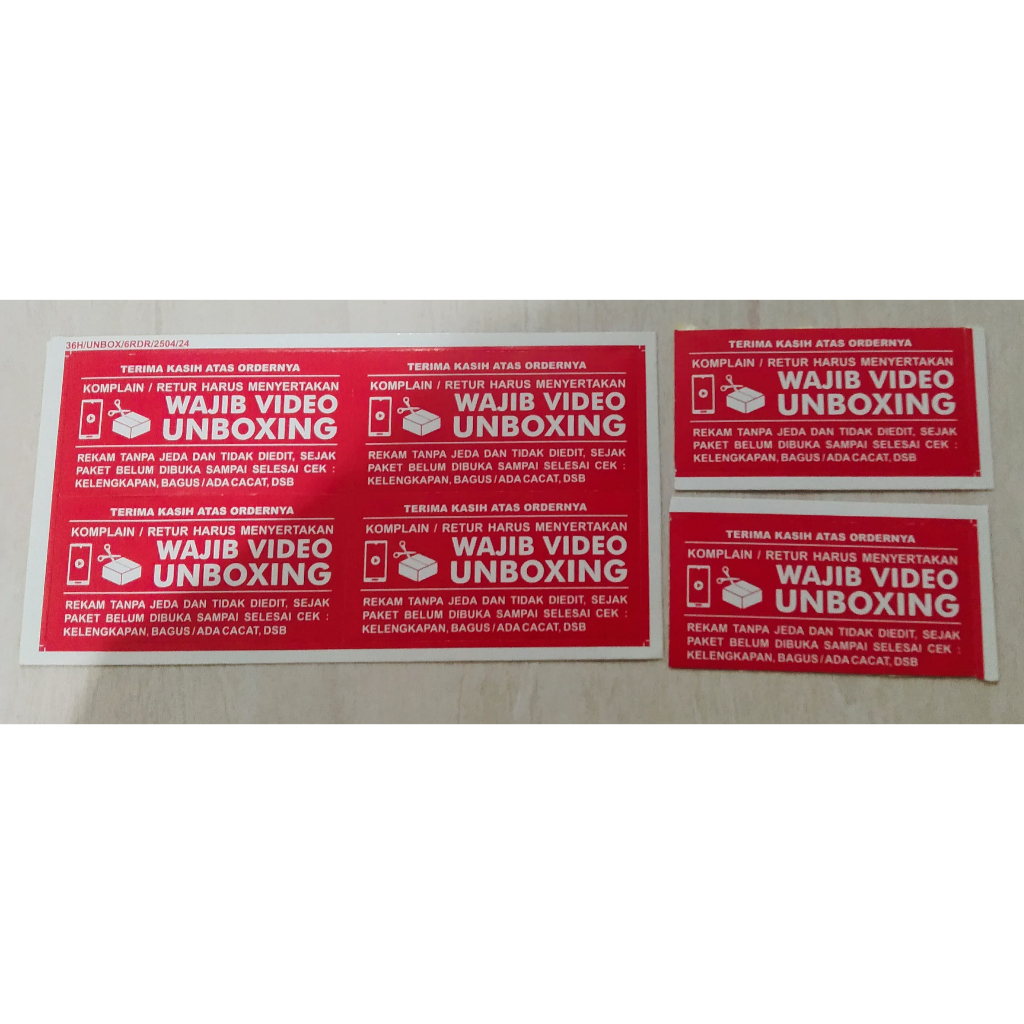 36H/UNBOX/6RDR/2504/24
TERIMA KASIH ATAS ORDERNYA
KOMPLAIN / RETUR HARUS MENYERTAKAN
WAJIB VIDEO
UNBOXING
REKAM TANPA JEDA DAN TIDAK DIEDIT, SEJAK
PAKET BELUM DIBUKA SAMPAI SELESAI CEK :
KELENGKAPAN, BAGUS / ADA CACAT, DSB
TERIMA KASIH ATAS ORDERNYA
KOMPLAIN / RETUR HARUS MENYERTAKAN
WAJIB VIDEO
UNBOXING
REKAM TANPA JEDA DAN TIDAK DIEDIT, SEJAK
PAKET BELUM DIBUKA SAMPAI SELESAI CEK :
KELENGKAPAN, BAGUS / ADA CACAT, DSB
TERIMA KASIH ATAS ORDERNYA
KOMPLAIN / RETUR HARUS MENYERTAKAN
WAJIB VIDEO
UNBOXING
REKAM TANPA JEDA DAN TIDAK DIEDIT, SEJAK
PAKET BELUM DIBUKA SAMPAI SELESAI CEK :
KELENGKAPAN, BAGUS / ADA CACAT, DSB
TERIMA KASIH ATAS ORDERNYA
KOMPLAIN / RETUR HARUS MENYERTAKAN
WAJIB VIDEO
UNBOXING
REKAM TANPA JEDA DAN TIDAK DIEDIT, SEJAK
PAKET BELUM DIBUKA SAMPAI SELESAI CEK :
KELENGKAPAN, BAGUS / ADA CACAT, DSB
TERIMA KASIH ATAS ORDERNYA
KOMPLAIN / RETUR HARUS MENYERTAKAN
WAJIB VIDEO
UNBOXING
REKAM TANPA JEDA DAN TIDAK DIEDIT, SEJAK
PAKET BELUM DIBUKA SAMPAI SELESAI CEK :
KELENGKAPAN, BAGUS / ADA CACAT, DSB
TERIMA KASIH ATAS ORDERNYA
KOMPLAIN / RETUR HARUS MENYERTAKAN
WAJIB VIDEO
UNBOXING
REKAM TANPA JEDA DAN TIDAK DIEDIT, SEJAK
PAKET BELUM DIBUKA SAMPAI SELESAI CEK :
KELENGKAPAN, BAGUS / ADA CACAT, DSB